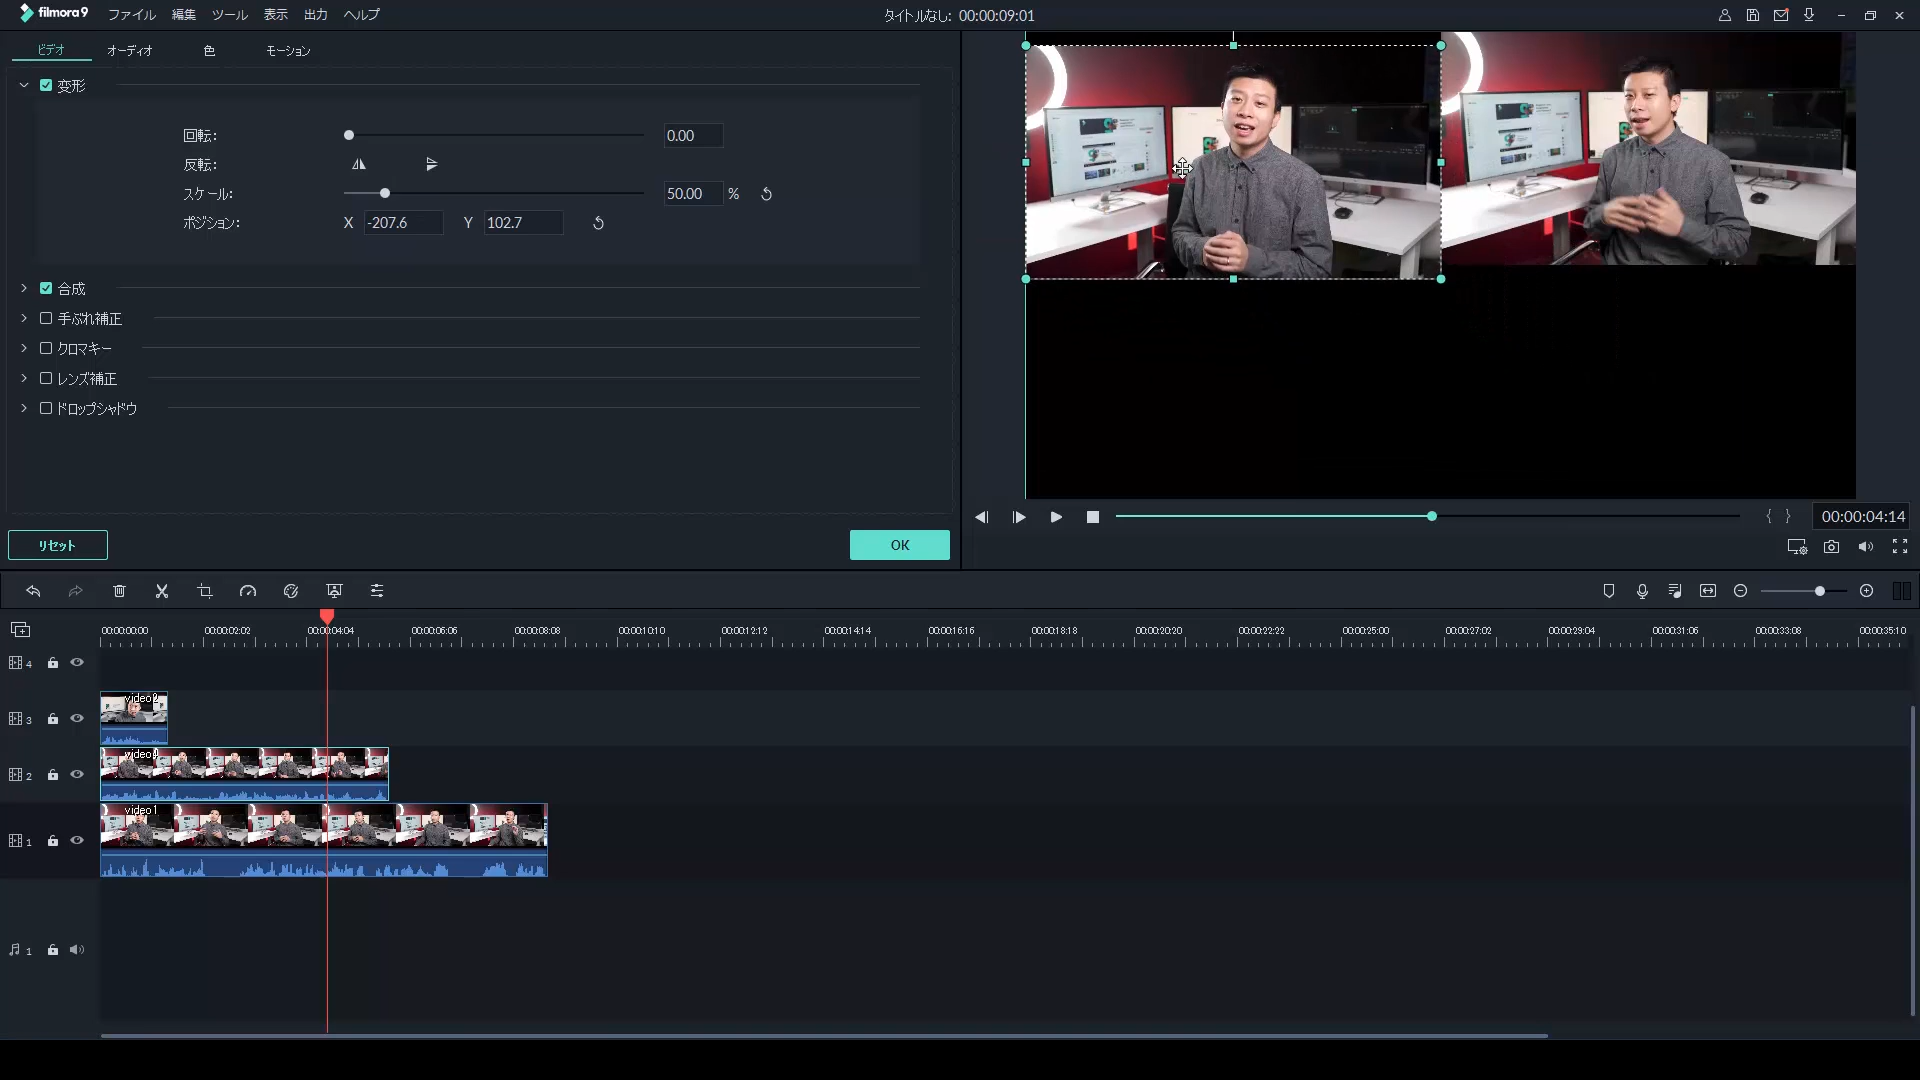 filmora9 ファイル 編集 ツール 表示 出力 ヘルプ タイトルなし: 00:00:09:01
ビデオ オーディオ 色 モーション
変形
回転: 0.00
反転:
スケール: 50.00 %
ポジション: X -207.6 Y 102.7
合成
手ぶれ補正
クロマキー
レンズ補正
ドロップシャドウ
リセット OK
{ } 00:00:04:14
00:00:00:00 00:00:02:02 00:00:04:04 00:00:06:06 00:00:08:08 00:00:10:10 00:00:12:12 00:00:14:14 00:00:16:16 00:00:18:18 00:00:20:20 00:00:22:22 00:00:25:00 00:00:27:02 00:00:29:04 00:00:31:06 00:00:33:08 00:00:35:10
4
video2
3
2
video1
1
1